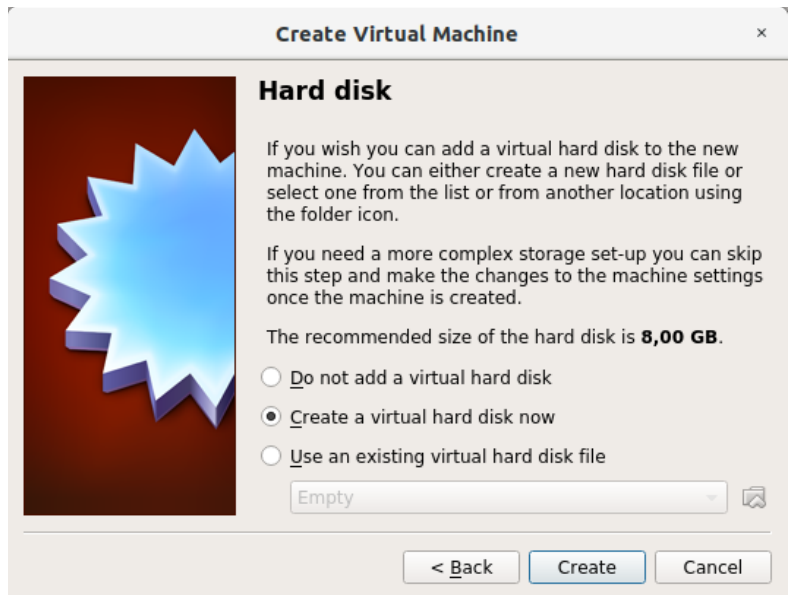 Create Virtual Machine
×
Hard disk
If you wish you can add a virtual hard disk to the new
machine. You can either create a new hard disk file or
select one from the list or from another location using
the folder icon.
If you need a more complex storage set-up you can skip
this step and make the changes to the machine settings
once the machine is created.
The recommended size of the hard disk is 8,00 GB.
Do not add a virtual hard disk
Create a virtual hard disk now
Use an existing virtual hard disk file
Empty
< Back Create Cancel